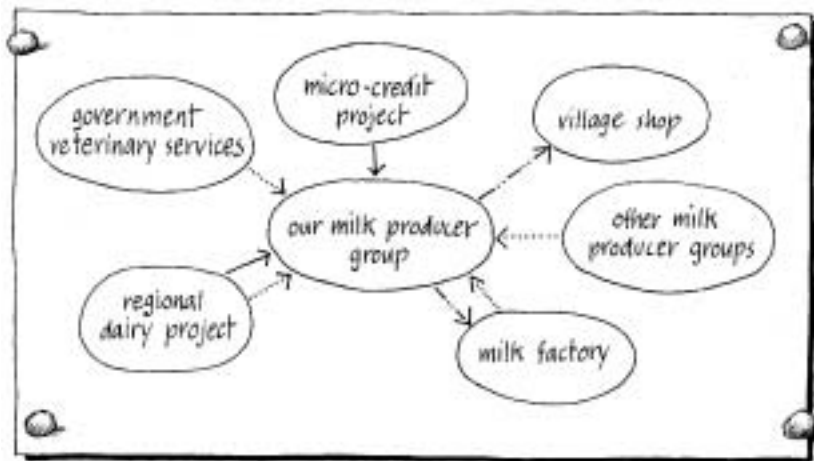 micro-credit
project
government
veterinary services
village shop
our milk producer
group
other milk
producer groups
regional
dairy project
milk factory